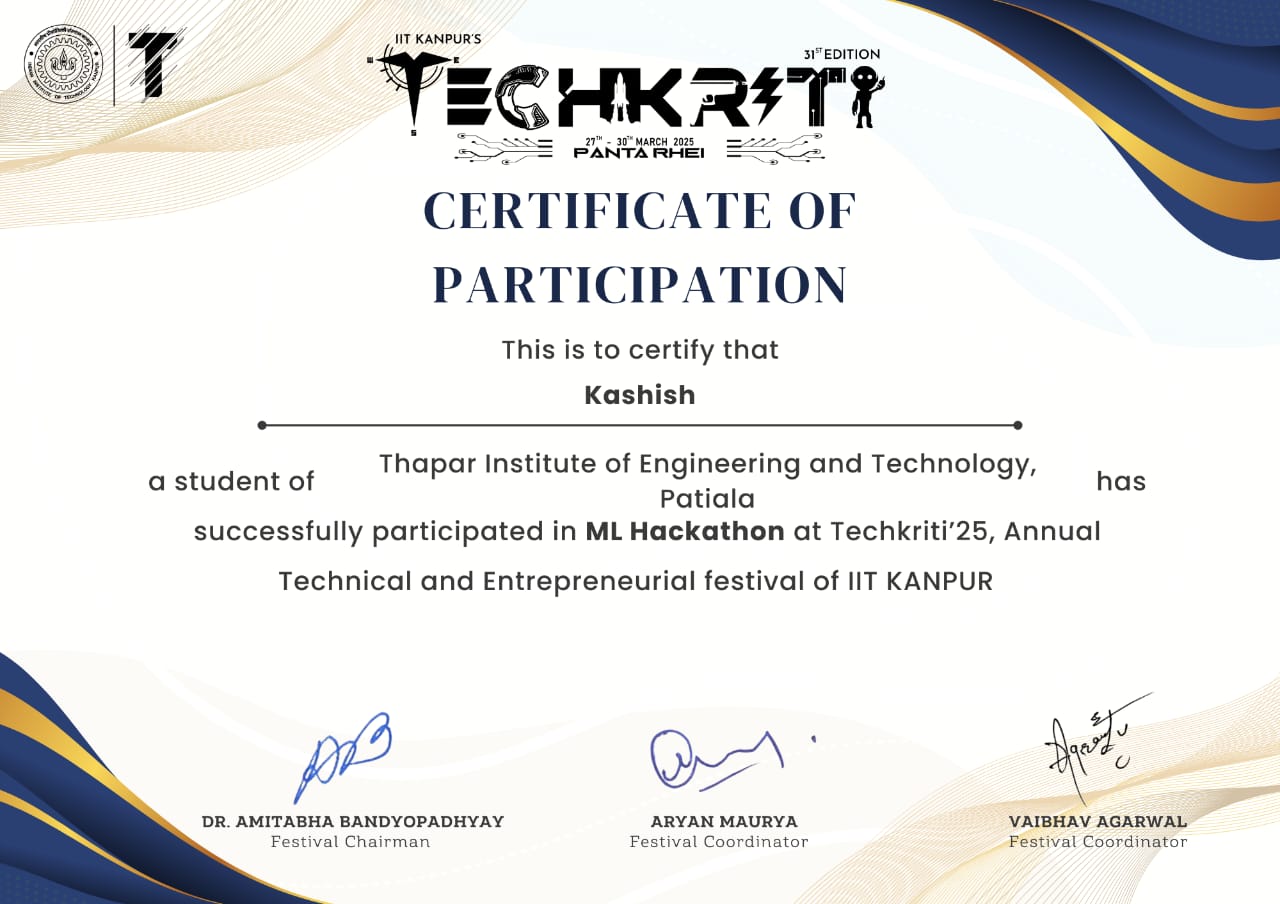 IIT KANPUR'S
31ST EDITION
TECHKRITI
27TH - 30TH MARCH 2025
PANTA RHEI
CERTIFICATE OF
PARTICIPATION
This is to certify that
Kashish
Thapar Institute of Engineering and Technology,
a student of has
Patiala
successfully participated in ML Hackathon at Techkriti’25, Annual
Technical and Entrepreneurial festival of IIT KANPUR
DR. AMITABHA BANDYOPADHYAY
Festival Chairman
ARYAN MAURYA
Festival Coordinator
VAIBHAV AGARWAL
Festival Coordinator